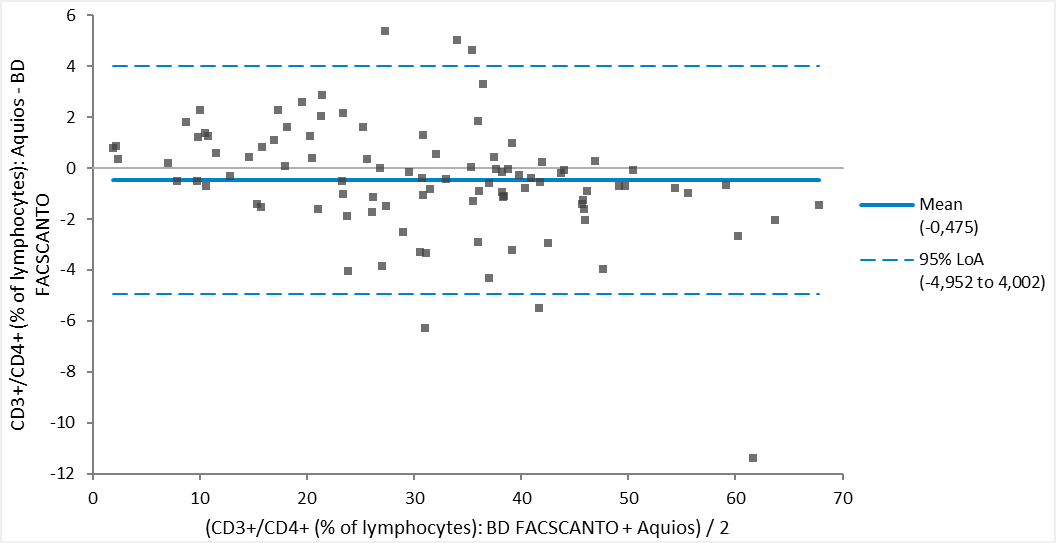 CD3+/CD4+ (% of lymphocytes): Aquios - BD
FACSCANTO
6
4
2
0
-2
-4
-6
-8
-10
-12
0 10 20 30 40 50 60 70
(CD3+/CD4+ (% of lymphocytes): BD FACSCANTO + Aquios) / 2
Mean
(-0,475)
95% LoA
(-4,952 to 4,002)